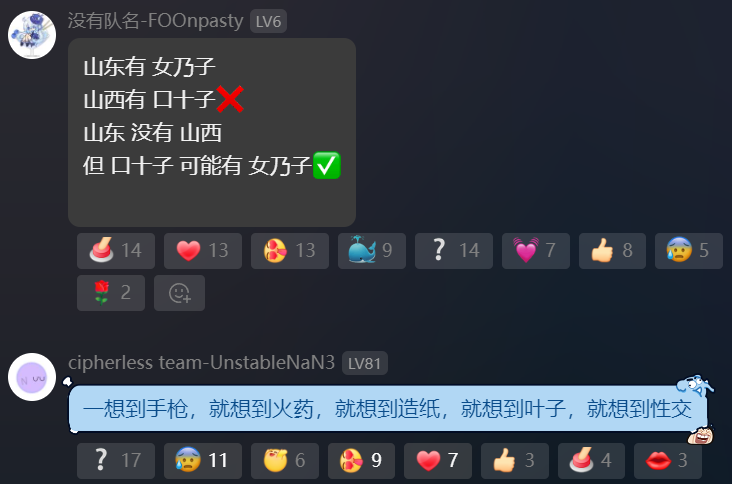 没有队名-FOOnpasty LV6
山东有 女乃子
山西有 口十子❌
山东 没有 山西
但 口十子 可能有 女乃子✅
14 13 13 9 ? 14 7 8 5
2
cipherless team-UnstableNaN3 LV81
一想到手枪，就想到火药，就想到造纸，就想到叶子，就想到性交
? 17 11 6 9 7 3 4 3